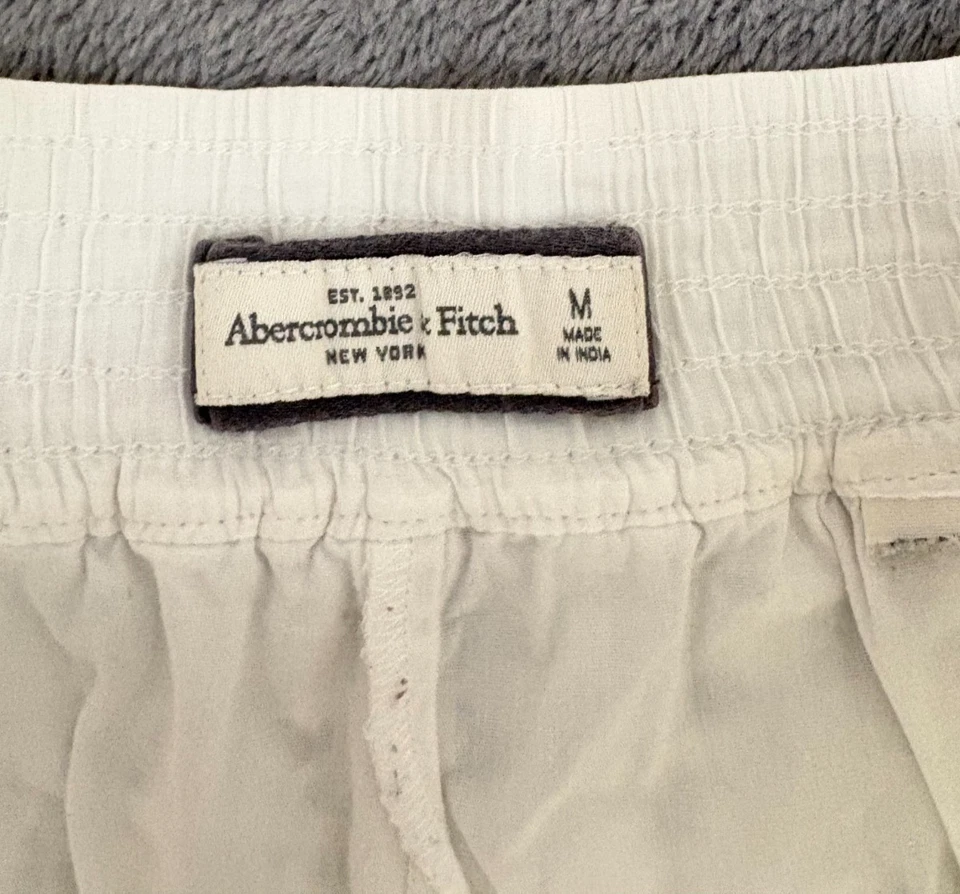 EST. 1892
Abercrombie & Fitch
NEW YORK
M
MADE
IN INDIA